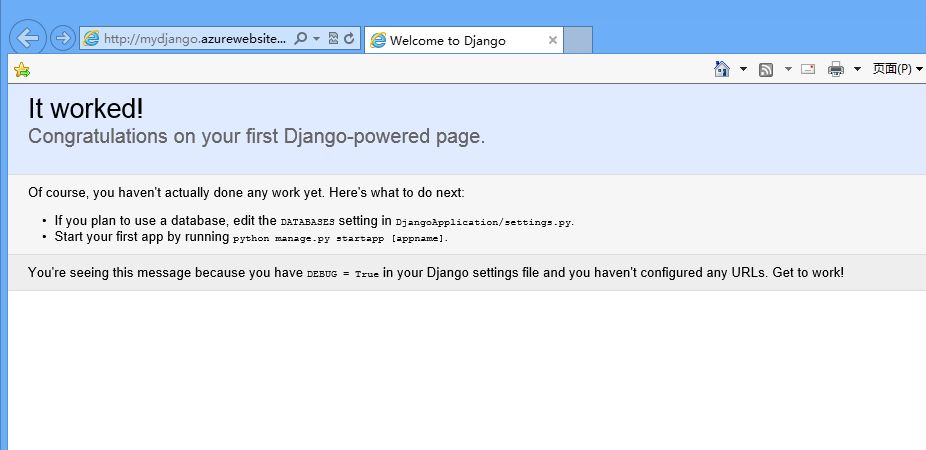 http://mydjango.azurewebsite...
Welcome to Django
页面(P)
It worked!
Congratulations on your first Django-powered page.
Of course, you haven't actually done any work yet. Here's what to do next:
• If you plan to use a database, edit the DATABASES setting in DjangoApplication/settings.py.
• Start your first app by running python manage.py startapp [appname].
You're seeing this message because you have DEBUG = True in your Django settings file and you haven't configured any URLs. Get to work!